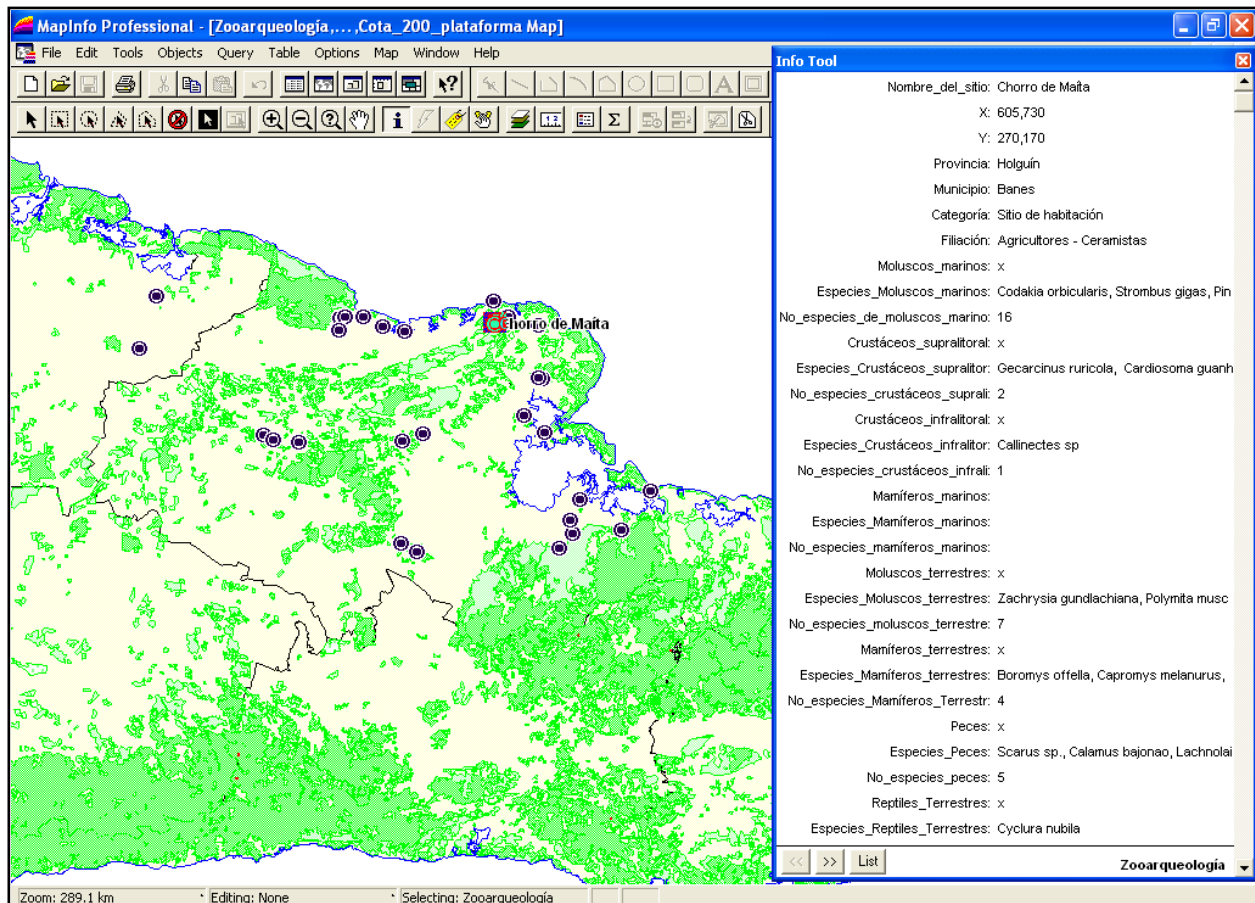 MapInfo Professional - [Zooarqueología,...,Cota_200_plataforma Map]
File Edit Tools Objects Query Table Options Map Window Help
Info Tool
Nombre_del_sitio: Chorro de Maíta
X: 605,730
Y: 270,170
Provincia: Holguín
Municipio: Banes
Categoría: Sitio de habitación
Filiación: Agricultores - Ceramistas
Moluscos_marinos: x
Especies_Moluscos_marinos: Codakia orbicularis, Strombus gigas, Pin
No_especies_de_moluscos_marino: 16
Crustáceos_supralitoral: x
Especies_Crustáceos_supralitor: Gecarcinus ruricola, Cardiosoma guanh
No_especies_crustáceos_suprali: 2
Crustáceos_infralitoral: x
Especies_Crustáceos_infralitor: Callinectes sp
No_especies_crustáceos_infrali: 1
Mamíferos_marinos:
Especies_Mamíferos_marinos:
No_especies_mamíferos_marinos:
Moluscos_terrestres: x
Especies_Moluscos_terrestres: Zachrysia gundlachiana, Polymita musc
No_especies_moluscos_terrestre: 7
Mamíferos_terrestres: x
Especies_Mamíferos_terrestres: Boromys offella, Capromys melanurus,
No_especies_Mamíferos_Terrestr: 4
Peces: x
Especies_Peces: Scarus sp., Calamus bajonao, Lachnolai
No_especies_peces: 5
Reptiles_Terrestres: x
Especies_Reptiles_Terrestres: Cyclura nubila
<< >> List Zooarqueología
Chorro de Maíta
Zoom: 289.1 km Editing: None Selecting: Zooarqueología